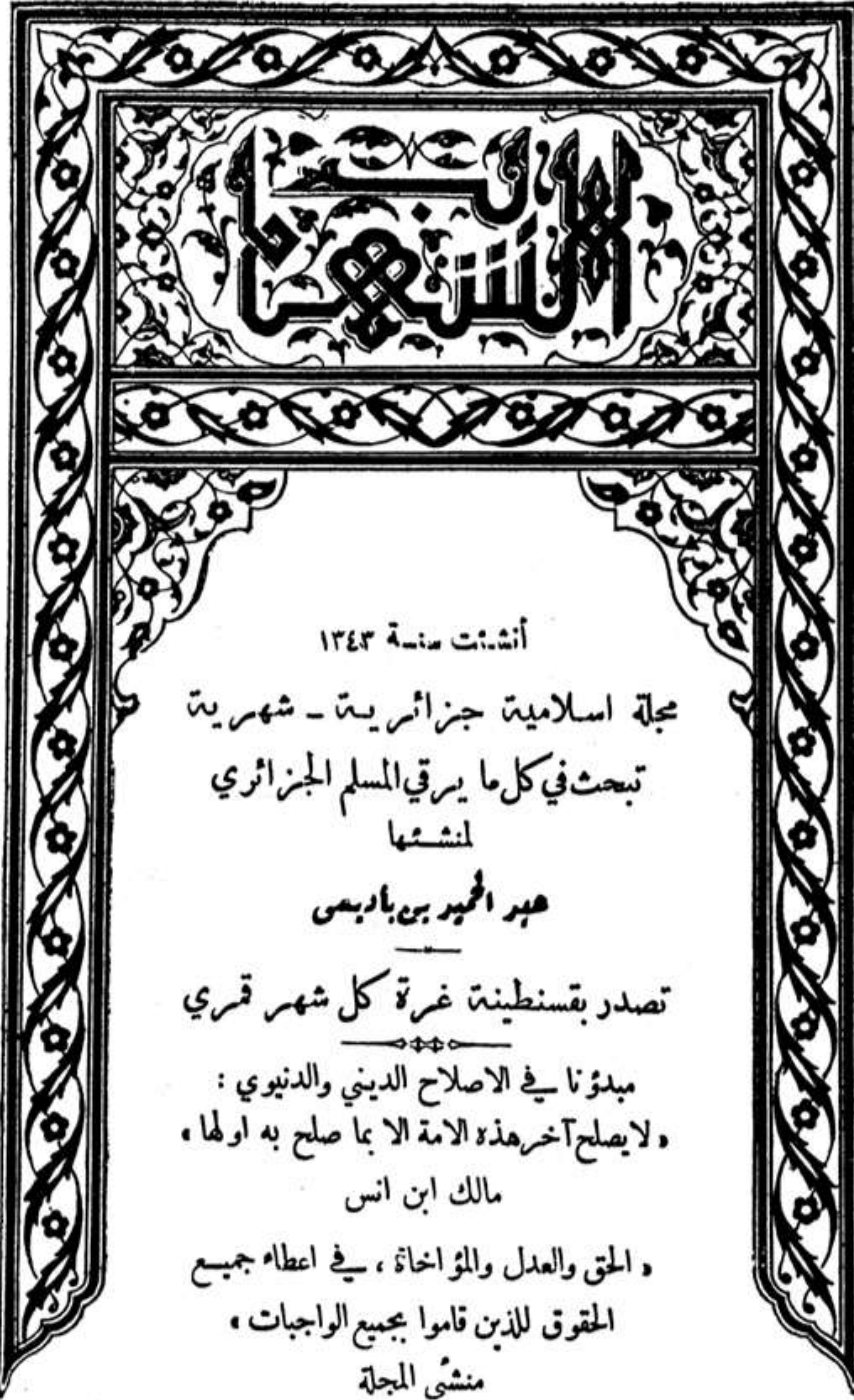 الشهاب
أنشئت سنة ١٣٤٣
مجلة اسلامية جزائرية - شهرية
تبحث في كل ما يرقي المسلم الجزائري
لمنشئها
عبد الحميد بن باديس
تصدر بقسنطينة غرة كل شهر قمري
مبدؤنا في الاصلاح الديني والدنيوي :
« لا يصلح آخر هذه الامة الا بما صلح به اولها »
مالك ابن انس
« الحق والعدل والمؤاخاة ، في اعطاء جميع
الحقوق للذين قاموا بجميع الواجبات »
منشئ المجلة